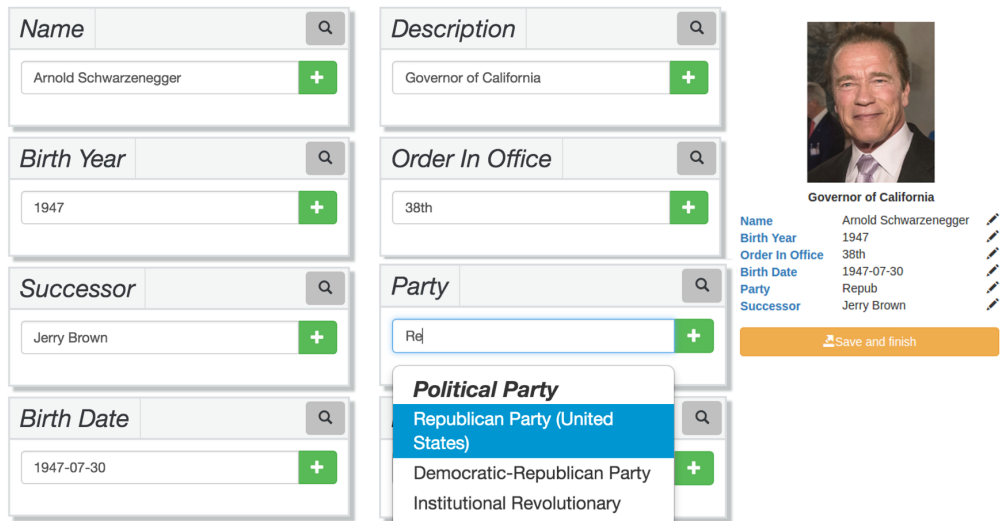 Name
Arnold Schwarzenegger
Description
Governor of California
Birth Year
1947
Order In Office
38th
Successor
Jerry Brown
Party
Re
Political Party
Republican Party (United
States)
Democratic-Republican Party
Institutional Revolutionary
Birth Date
1947-07-30
Governor of California
Name Arnold Schwarzenegger
Birth Year 1947
Order In Office 38th
Birth Date 1947-07-30
Party Repub
Successor Jerry Brown
Save and finish